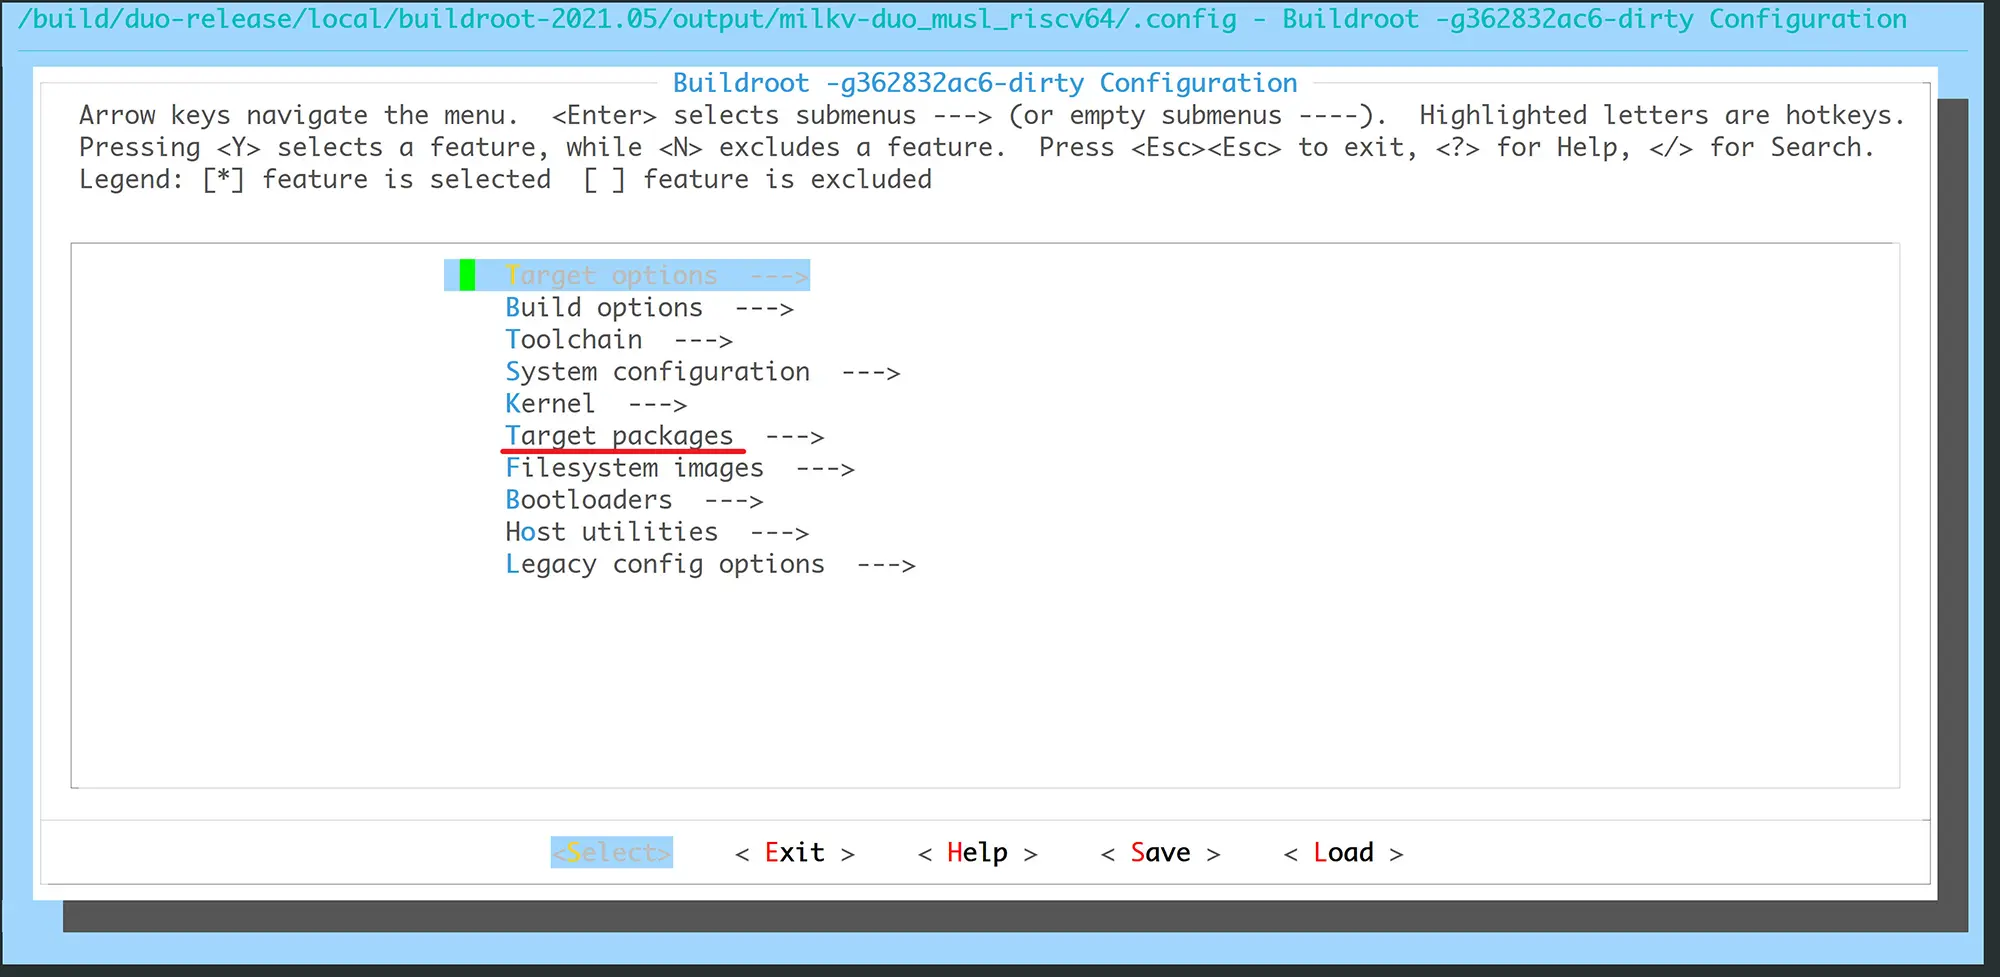 /build/duo-release/local/buildroot-2021.05/output/milkv-duo_musl_riscv64/.config - Buildroot -g362832ac6-dirty Configuration
Buildroot -g362832ac6-dirty Configuration
Arrow keys navigate the menu.  <Enter> selects submenus ---> (or empty submenus ----).  Highlighted letters are hotkeys.
Pressing <Y> selects a feature, while <N> excludes a feature.  Press <Esc><Esc> to exit, <?> for Help, </> for Search.
Legend: [*] feature is selected  [ ] feature is excluded
Target options  --->
Build options  --->
Toolchain  --->
System configuration  --->
Kernel  --->
Target packages  --->
Filesystem images  --->
Bootloaders  --->
Host utilities  --->
Legacy config options  --->
<Select>    < Exit >    < Help >    < Save >    < Load >